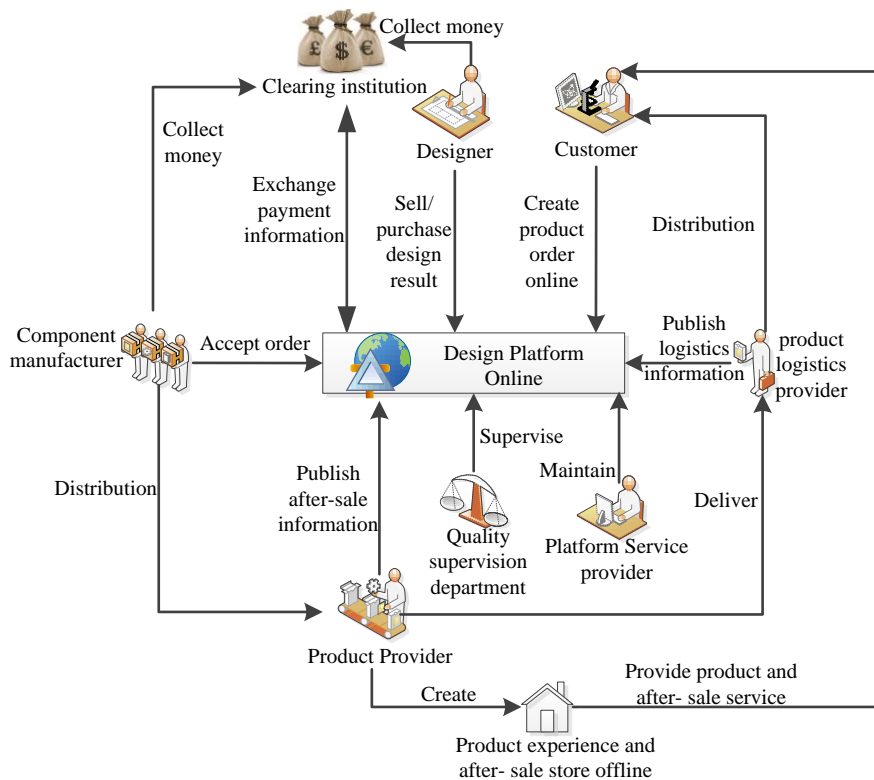 Collect money
£ $ €
Clearing institution
Collect
money
Designer
Customer
Exchange
payment
information
Sell/
purchase
design
result
Create
product
order
online
Distribution
Component
manufacturer
Accept order
Design Platform
Online
Publish
logistics
information
product
logistics
provider
Distribution
Publish
after-sale
information
Supervise
Maintain
Deliver
Quality
supervision
department
Platform Service
provider
Product Provider
Create
Provide product and
after- sale service
Product experience and
after- sale store offline